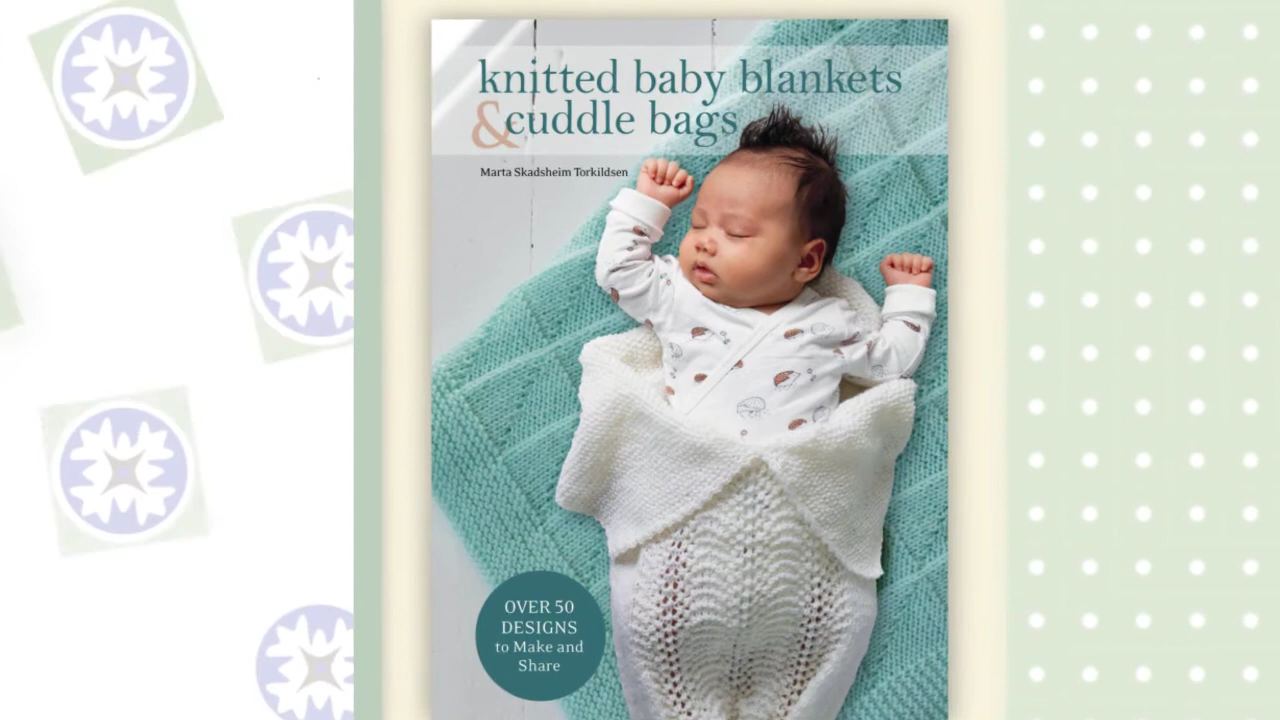 knitted baby blankets
&cuddle bags
Marta Skadsheim Torkildsen
OVER 50
DESIGNS
to Make and
Share